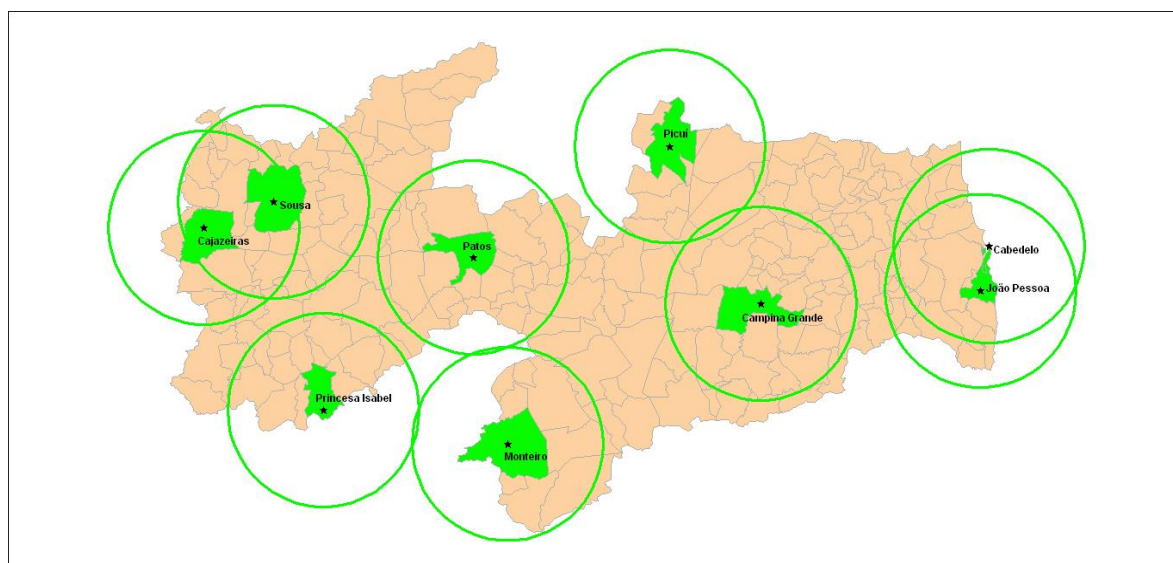 Picuí
Sousa
Cajazeiras
Patos
Cabedelo
João Pessoa
Campina Grande
Princesa Isabel
Monteiro